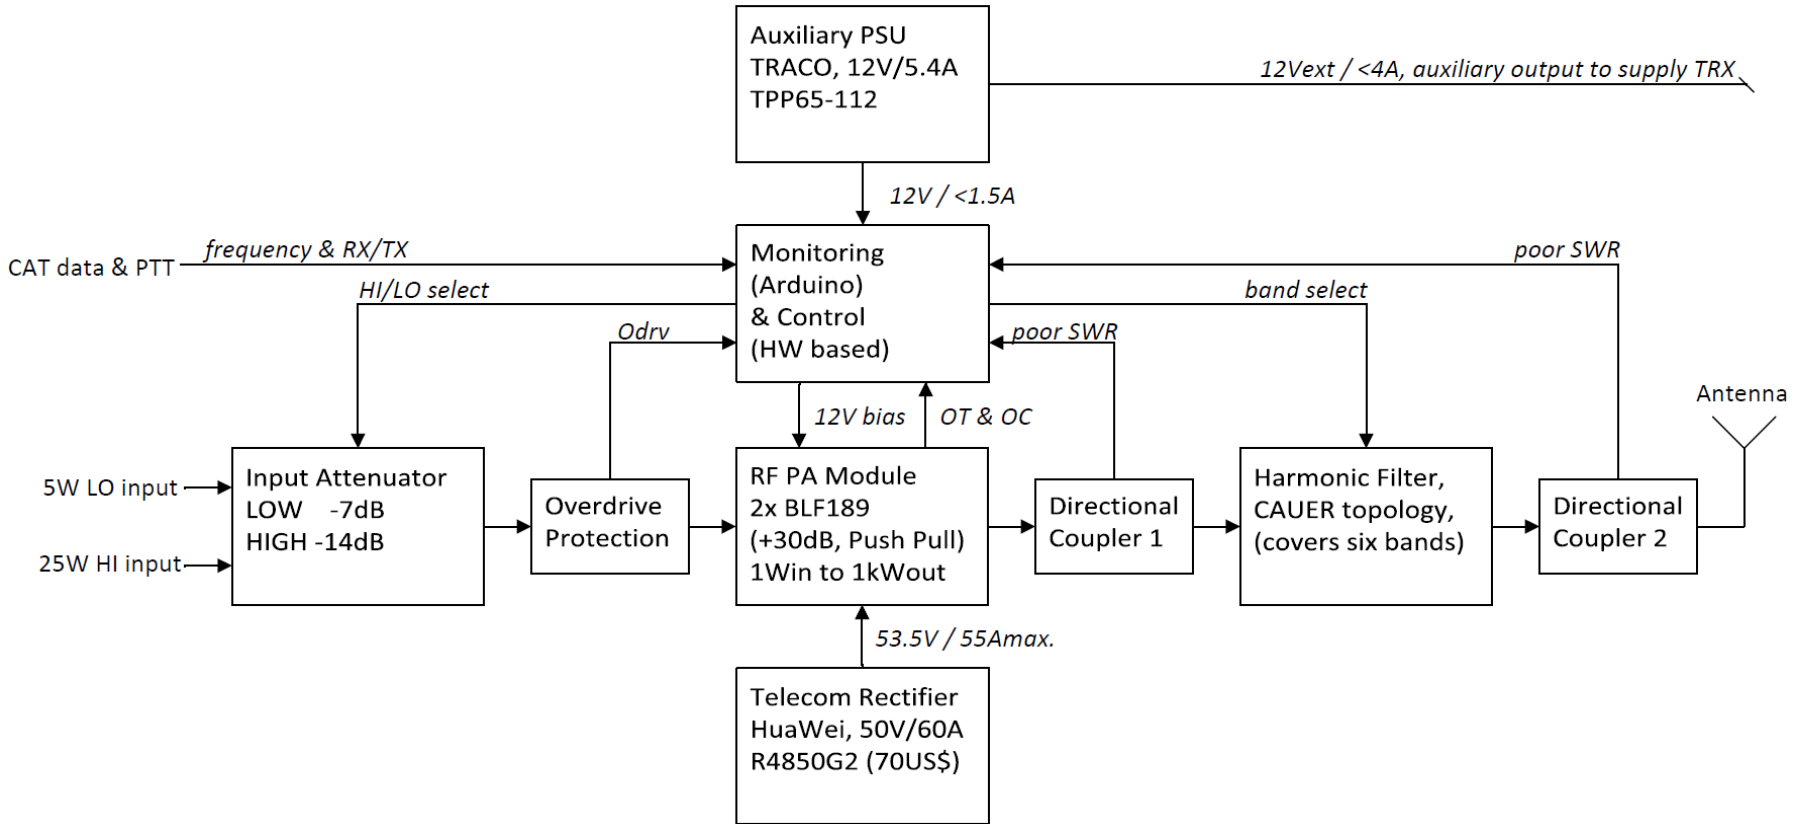 Auxiliary PSU
TRACO, 12V/5.4A
TPP65-112
12Vext / <4A, auxiliary output to supply TRX
12V / <1.5A
CAT data & PTT
frequency & RX/TX
HI/LO select
Odrv
Monitoring
(Arduino)
& Control
(HW based)
poor SWR
band select
poor SWR
12V bias
OT & OC
Antenna
5W LO input
25W HI input
Input Attenuator
LOW -7dB
HIGH -14dB
Overdrive
Protection
RF PA Module
2x BLF189
(+30dB, Push Pull)
1Win to 1kWout
Directional
Coupler 1
Harmonic Filter,
CAUER topology,
(covers six bands)
Directional
Coupler 2
53.5V / 55Amax.
Telecom Rectifier
HuaWei, 50V/60A
R4850G2 (70US$)